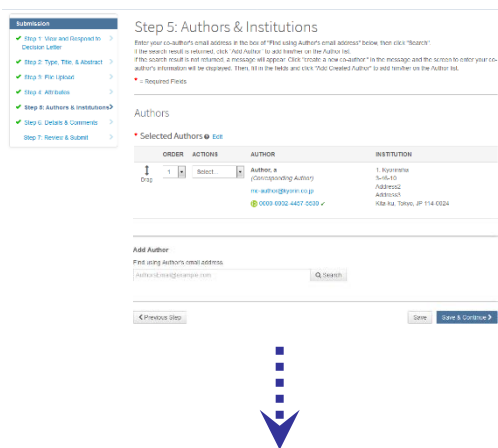 Submission
Step 1: View and Respond to
Decision Letter
Step 2: Type, Title, & Abstract
Step 3: File Upload
Step 4: Attributes
Step 5: Authors & Institutions
Step 6: Details & Comments
Step 7: Review & Submit
Step 5: Authors & Institutions
Enter your co-author's email address in the box of "Find using Author's email address" below, then click "Search"
If the search result is returned, click "Add Author" to add him/her on the Author list.
If the search result is not returned, a message will appear. Click "create a new co-author" in the message and the screen to enter your co-
author's information will be displayed. Then, fill in the fields and click "Add Created Author" to add him/her on the Author list.
* = Required Fields
Authors
* Selected Authors Edit
ORDER ACTIONS AUTHOR INSTITUTION
Drag
1 Select... Author, a 1. Kyorinsha
(Corresponding Author) 3-46-10
Address2
mc-author@kyorin.co.jp Address3
Kita-ku, Tokyo, JP 114-0024
Add Author
Find using Author's email address
AuthorsEmail@example.com Search
Previous Step Save Save & Continue